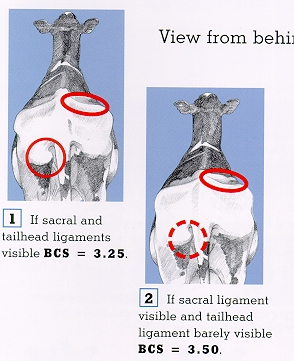 View from behi
1 If sacral and
tailhead ligaments
visible BCS = 3.25.
2 If sacral ligament
visible and tailhead
ligament barely visible
BCS = 3.50.